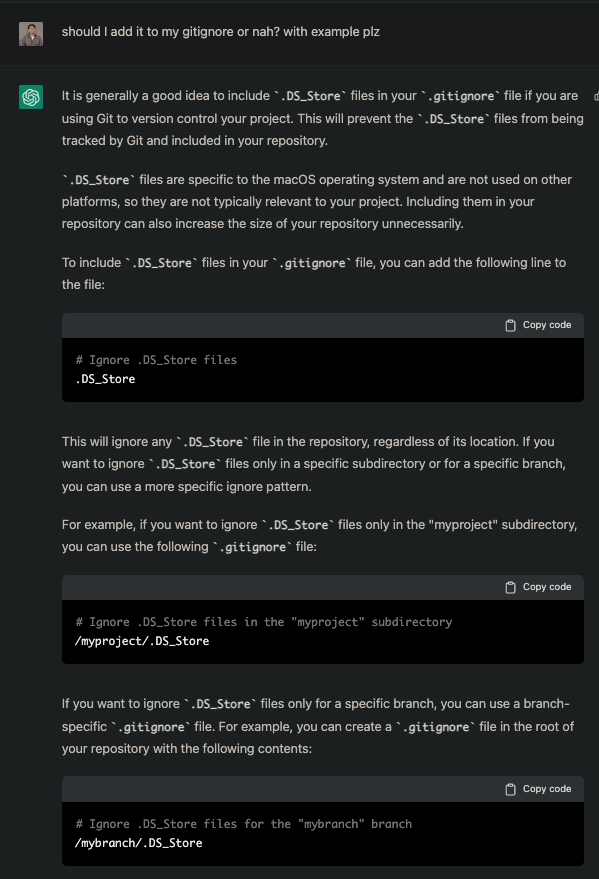 should I add it to my gitignore or nah? with example plz
It is generally a good idea to include `.DS_Store` files in your `.gitignore` file if you are
using Git to version control your project. This will prevent the `.DS_Store` files from being
tracked by Git and included in your repository.
`.DS_Store` files are specific to the macOS operating system and are not used on other
platforms, so they are not typically relevant to your project. Including them in your
repository can also increase the size of your repository unnecessarily.
To include `.DS_Store` files in your `.gitignore` file, you can add the following line to
the file:
Copy code
# Ignore .DS_Store files
.DS_Store
This will ignore any `.DS_Store` file in the repository, regardless of its location. If you
want to ignore `.DS_Store` files only in a specific subdirectory or for a specific branch,
you can use a more specific ignore pattern.
For example, if you want to ignore `.DS_Store` files only in the "myproject" subdirectory,
you can use the following `.gitignore` file:
Copy code
# Ignore .DS_Store files in the "myproject" subdirectory
/myproject/.DS_Store
If you want to ignore `.DS_Store` files only for a specific branch, you can use a branch-
specific `.gitignore` file. For example, you can create a `.gitignore` file in the root of
your repository with the following contents:
Copy code
# Ignore .DS_Store files for the "mybranch" branch
/mybranch/.DS_Store